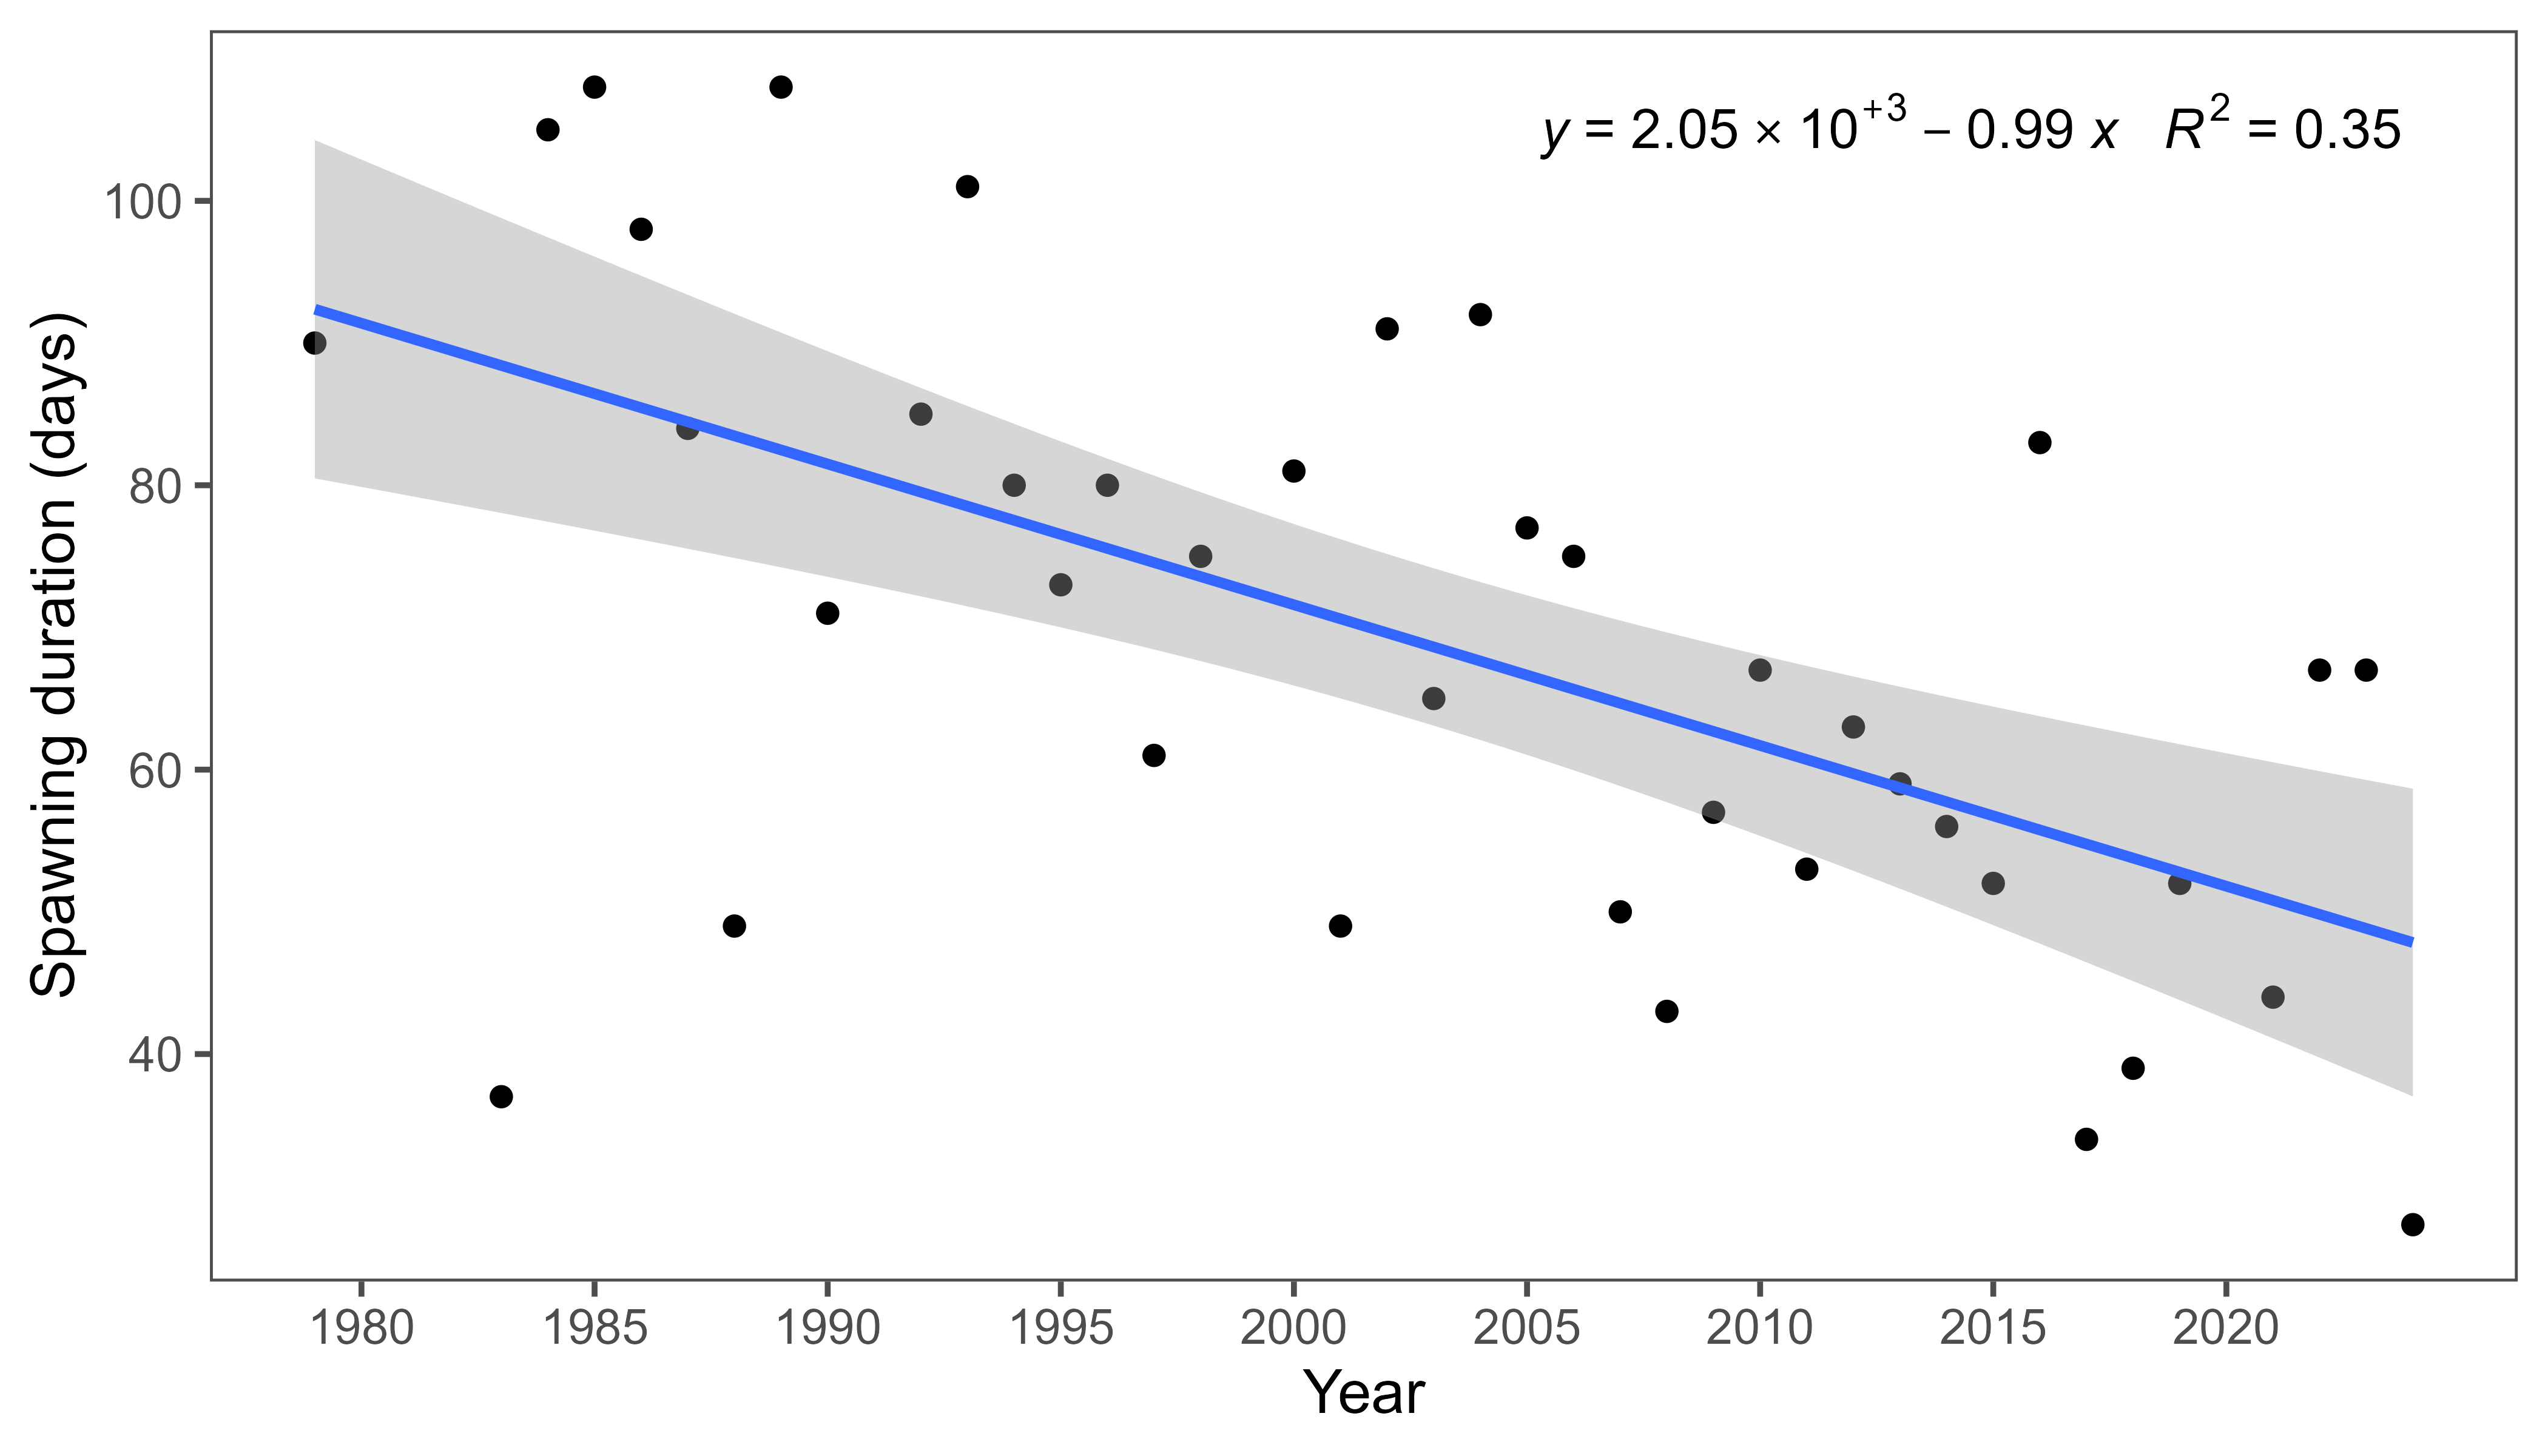 y = 2.05 × 10⁺³ − 0.99 x R² = 0.35
Spawning duration (days)
100
80
60
40
1980 1985 1990 1995 2000 2005 2010 2015 2020
Year